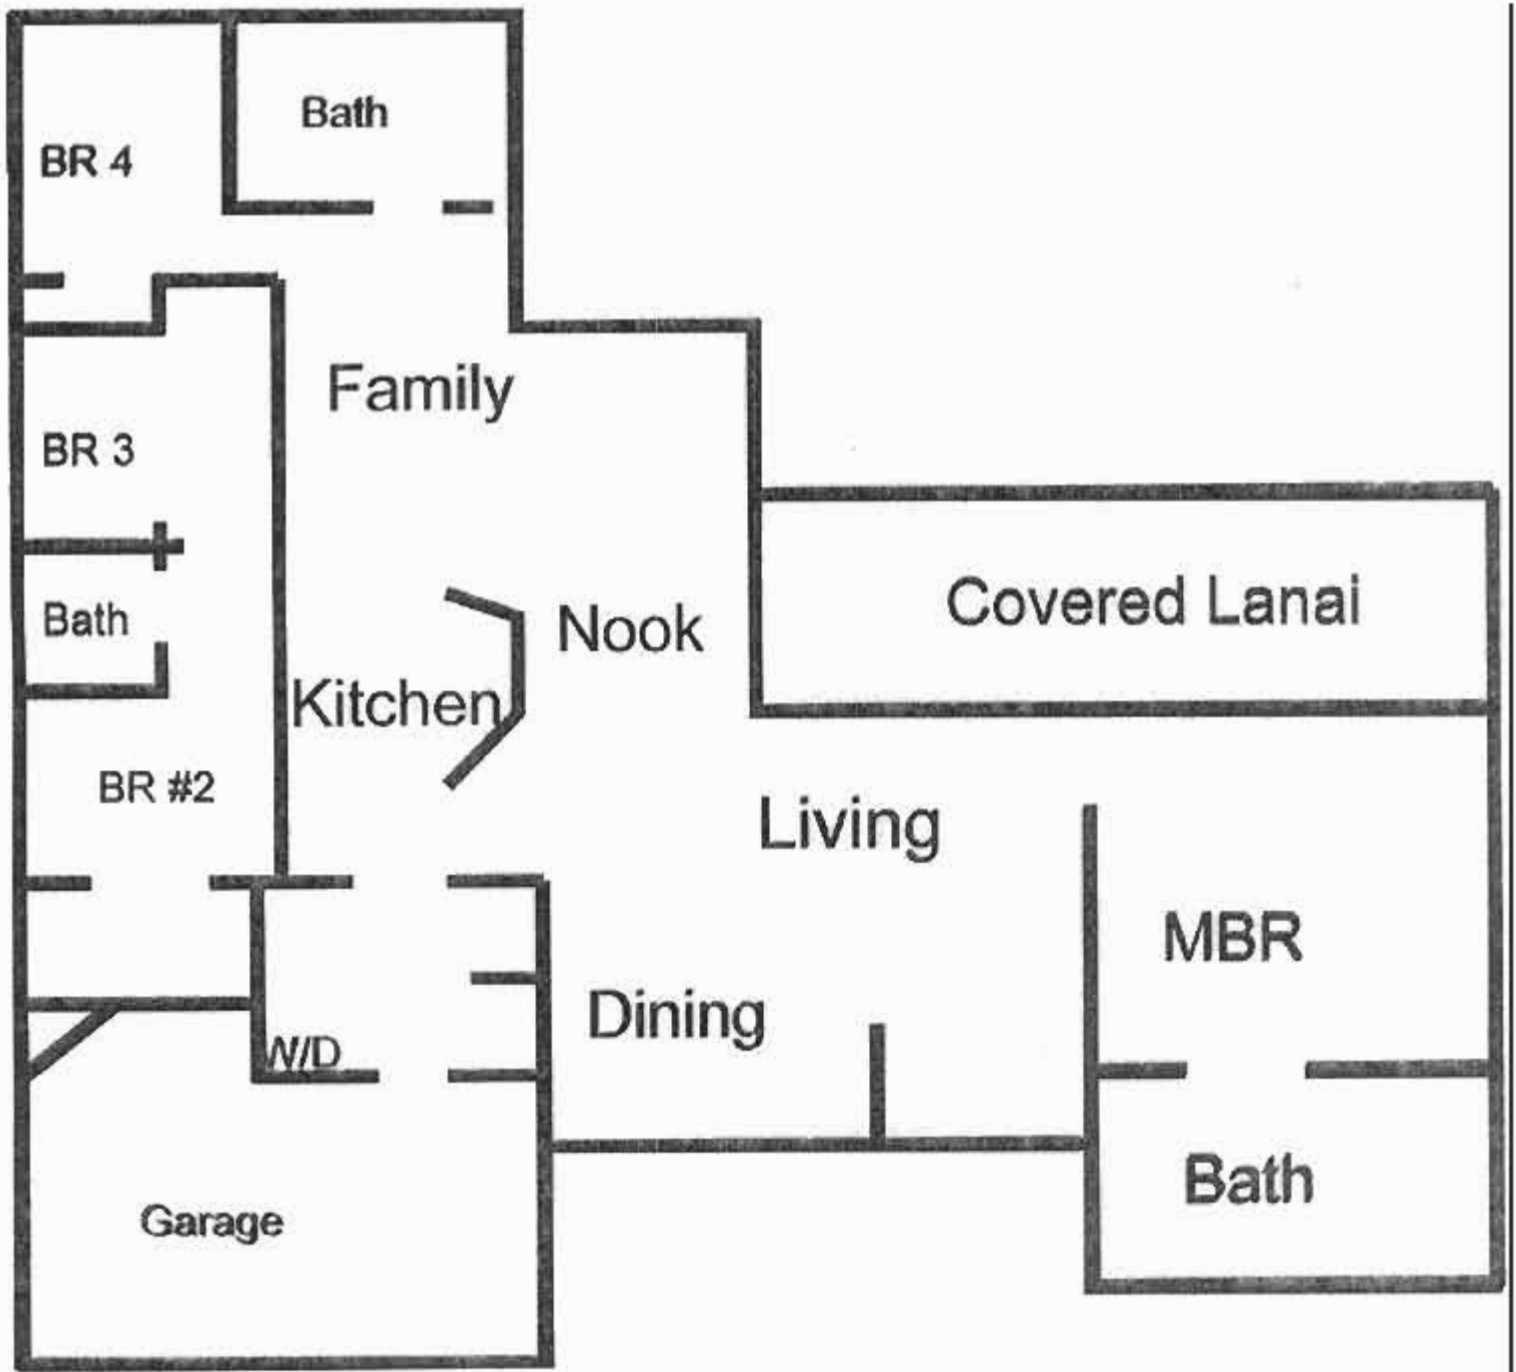 Bath
BR 4
Family
BR 3
Covered Lanai
Bath
Nook
Kitchen
BR #2
Living
MBR
Dining
W/D
Bath
Garage